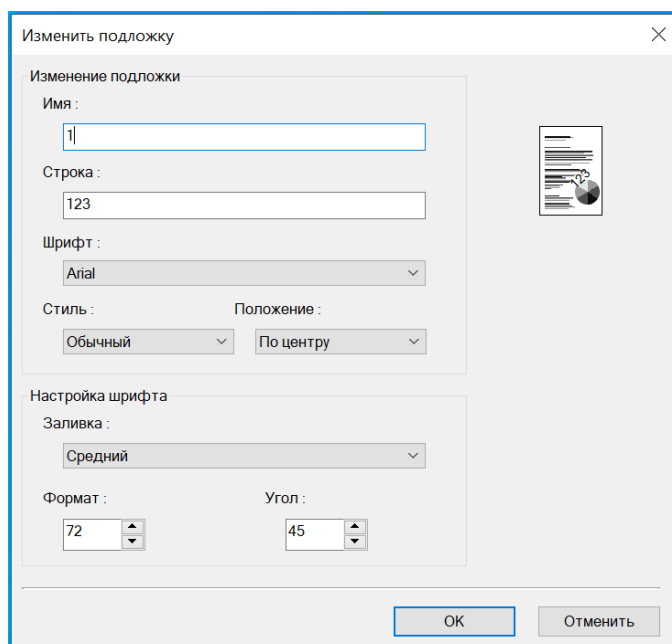 Изменить подложку
Изменение подложки
Имя :
1
Строка :
123
Шрифт :
Arial
Стиль : Положение :
Обычный По центру
Настройка шрифта
Заливка :
Средний
Формат : Угол :
72 45
OK Отменить
123